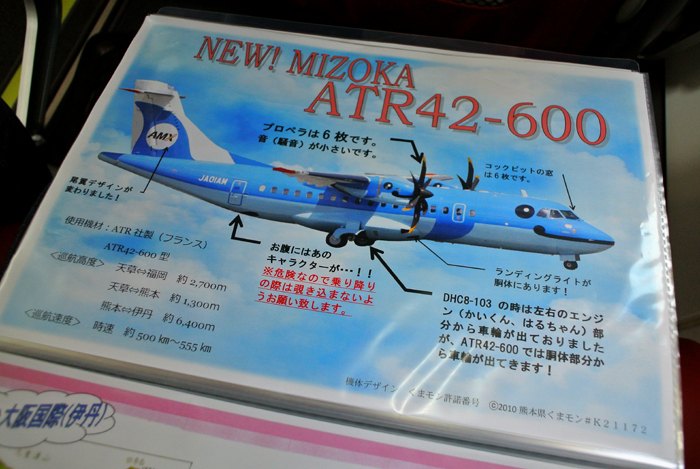 NEW! MIZOKA
ATR42-600
プロペラは6枚です。
音（騒音）が小さいです。
コックピットの窓
は6枚です。
AMX
JA01AM
尾翼デザインが
変わりました！
使用機材：ATR社製（フランス）
ATR42-600型
<巡航高度>
天草⇔福岡 約2,700m
天草⇔熊本 約1,300m
熊本⇔伊丹 約6,400m
<巡航速度>
時速 約500㎞～555㎞
お腹にはあの
キャラクターが…！！
※危険なので乗り降り
の際は覗き込まないよ
うお願い致します。
ランディングライトが
胴体にあります！
DHC8-103の時は左右のエンジ
ン（かいくん、はるちゃん）部
分から車輪が出ておりました
が、ATR42-600では胴体部分か
ら車輪が出てきます！
機体デザイン くまモン許諾番号 ©2010熊本県くまモン#K21172
大阪国際(伊丹)